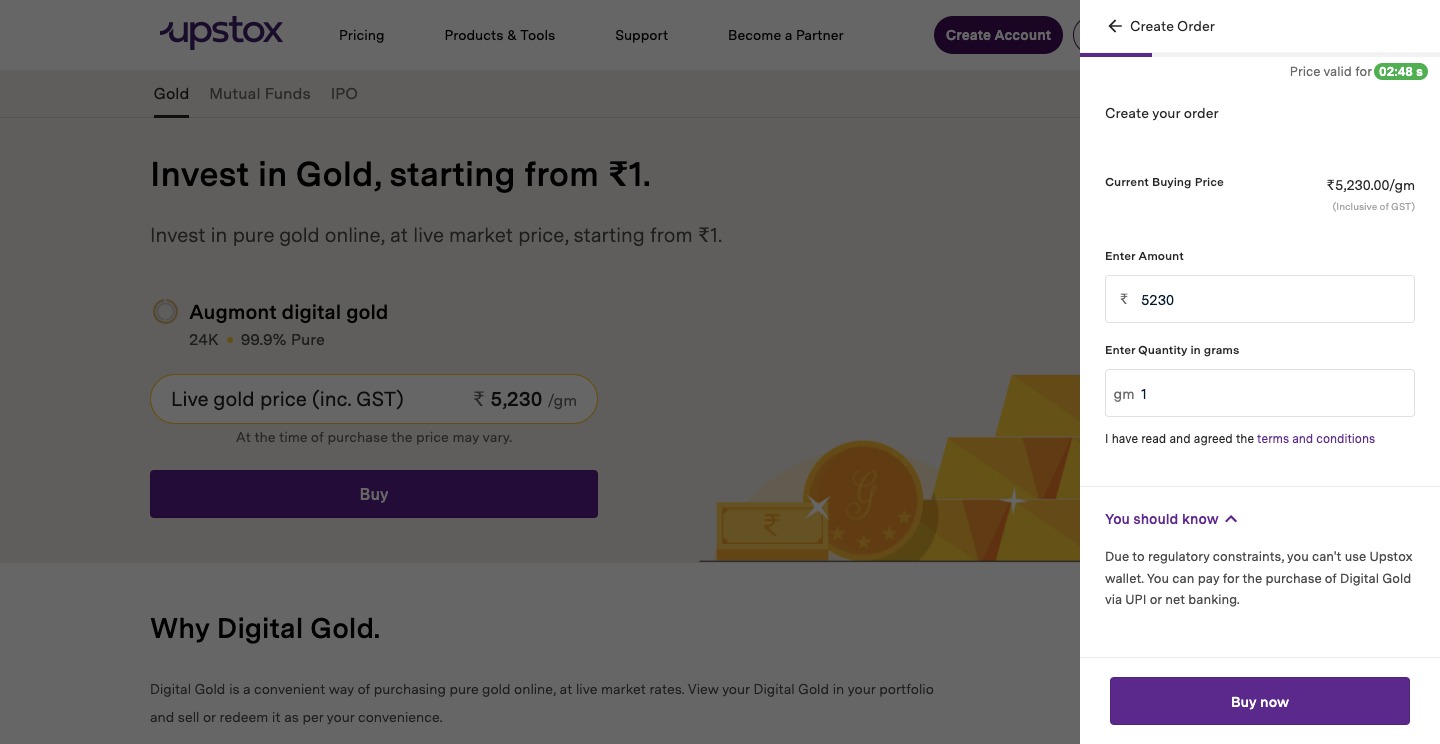 upstox
Pricing
Products & Tools
Support
Become a Partner
Create Account
Gold
Mutual Funds
IPO
Invest in Gold, starting from ₹1.
Invest in pure gold online, at live market price, starting from ₹1.
Augmont digital gold
24K • 99.9% Pure
Live gold price (inc. GST)
₹ 5,230 /gm
At the time of purchase the price may vary.
Buy
G
₹
Why Digital Gold.
Digital Gold is a convenient way of purchasing pure gold online, at live market rates. View your Digital Gold in your portfolio
and sell or redeem it as per your convenience.
Create Order
Price valid for 02:48 s
Create your order
Current Buying Price
₹5,230.00/gm
(Inclusive of GST)
Enter Amount
₹ 5230
Enter Quantity in grams
gm 1
I have read and agreed the terms and conditions
You should know
Due to regulatory constraints, you can't use Upstox
wallet. You can pay for the purchase of Digital Gold
via UPI or net banking.
Buy now